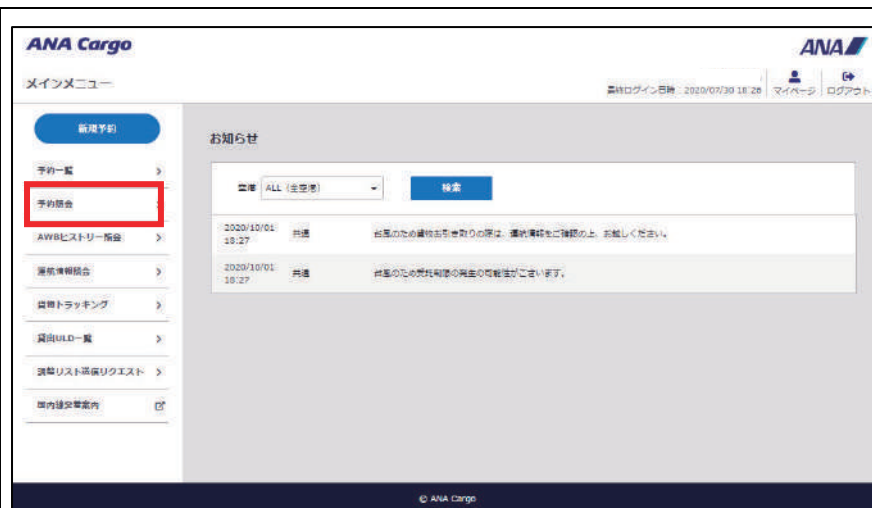 ANA Cargo
ANA
メインメニュー
最終ログイン日時：2020/07/30 18:28
マイページ
ログアウト
新規予約
お知らせ
予約一覧
空港 ALL（全空港）
検索
予約照会
2020/10/01 18:27
共通
台風のため貨物お引き取りの際は、運航情報をご確認の上、お越しください。
AWBヒストリー照会
2020/10/01 18:27
共通
台風のため受託制限の発生の可能性がございます。
運航情報照会
貨物トラッキング
貸出ULD一覧
調整リスト送信リクエスト
国内線文書案内
© ANA Cargo